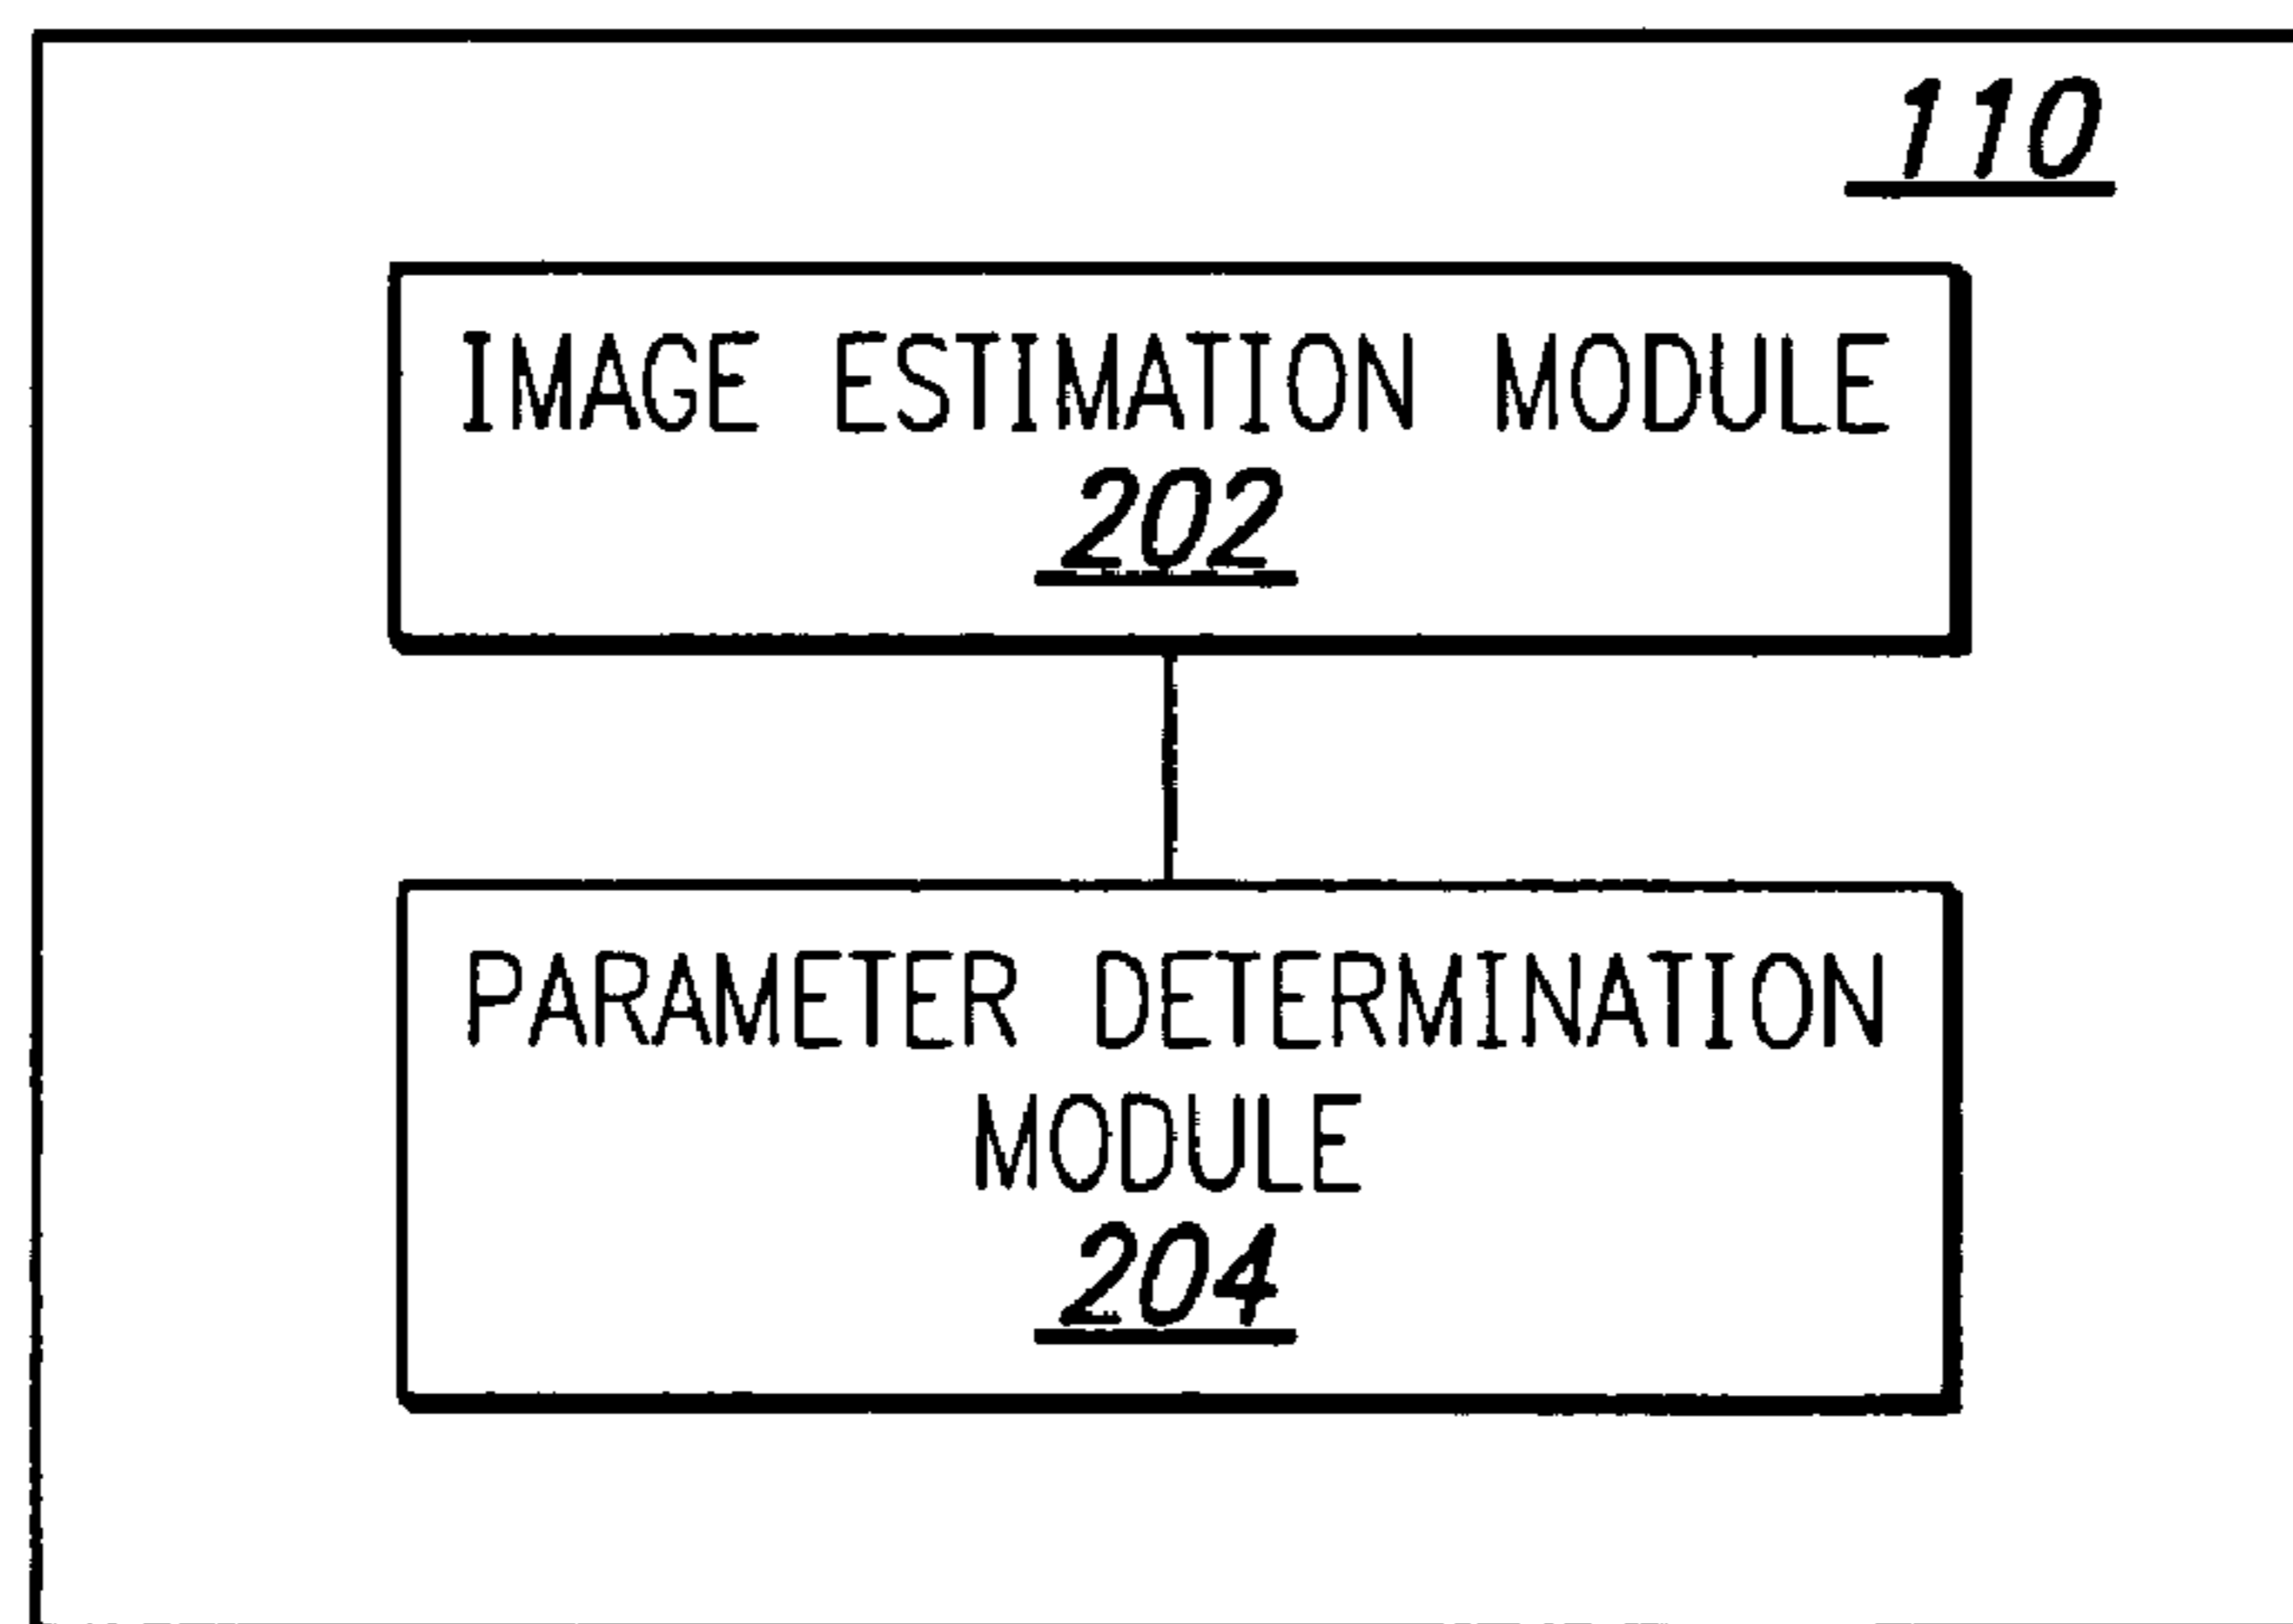 110
IMAGE ESTIMATION MODULE
202
PARAMETER DETERMINATION
MODULE
204